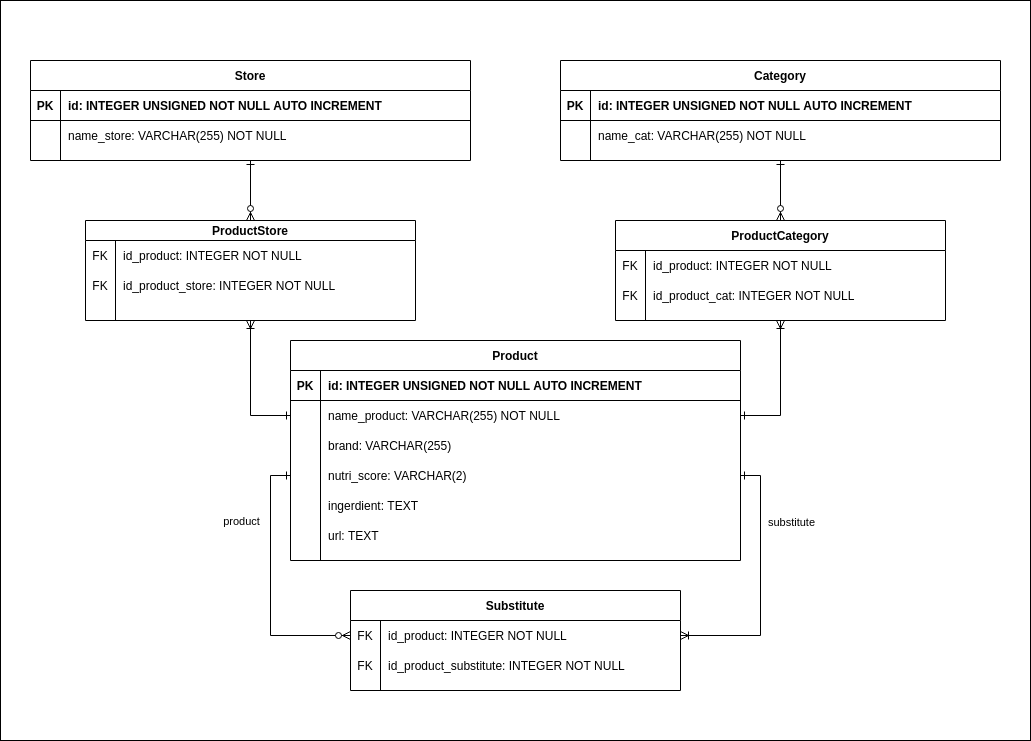 Store
PK id: INTEGER UNSIGNED NOT NULL AUTO INCREMENT
name_store: VARCHAR(255) NOT NULL
Category
PK id: INTEGER UNSIGNED NOT NULL AUTO INCREMENT
name_cat: VARCHAR(255) NOT NULL
ProductStore
FK id_product: INTEGER NOT NULL
FK id_product_store: INTEGER NOT NULL
ProductCategory
FK id_product: INTEGER NOT NULL
FK id_product_cat: INTEGER NOT NULL
Product
PK id: INTEGER UNSIGNED NOT NULL AUTO INCREMENT
name_product: VARCHAR(255) NOT NULL
brand: VARCHAR(255)
nutri_score: VARCHAR(2)
ingerdient: TEXT
url: TEXT
product
substitute
Substitute
FK id_product: INTEGER NOT NULL
FK id_product_substitute: INTEGER NOT NULL